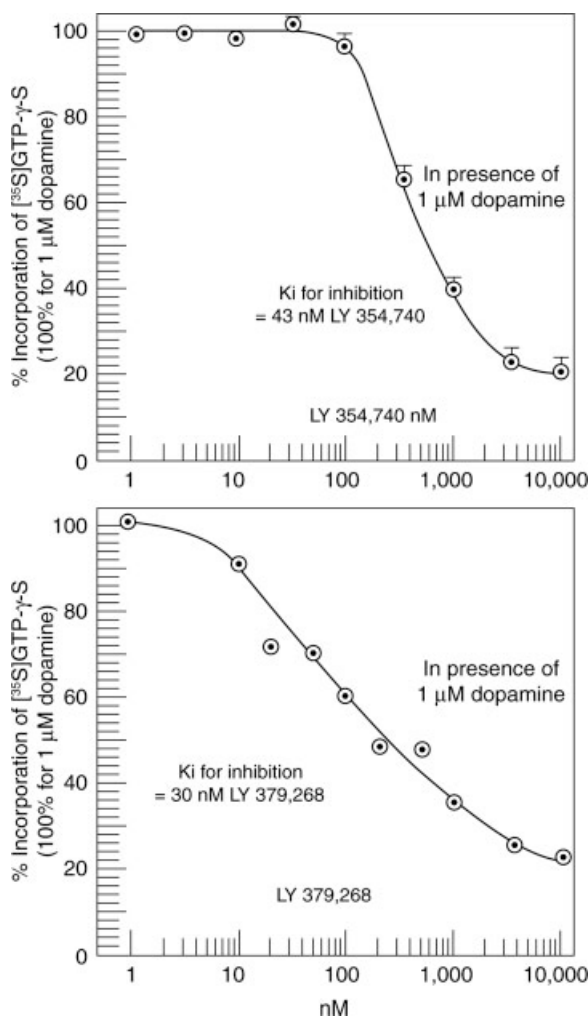 % Incorporation of [³⁵S]GTP-γ-S
(100% for 1 μM dopamine)
100
80
60
40
20
0
In presence of
1 μM dopamine
Ki for inhibition
= 43 nM LY 354,740
LY 354,740 nM
1 10 100 1,000 10,000
% Incorporation of [³⁵S]GTP-γ-S
(100% for 1 μM dopamine)
100
80
60
40
20
0
In presence of
1 μM dopamine
Ki for inhibition
= 30 nM LY 379,268
LY 379,268
1 10 100 1,000 10,000
nM